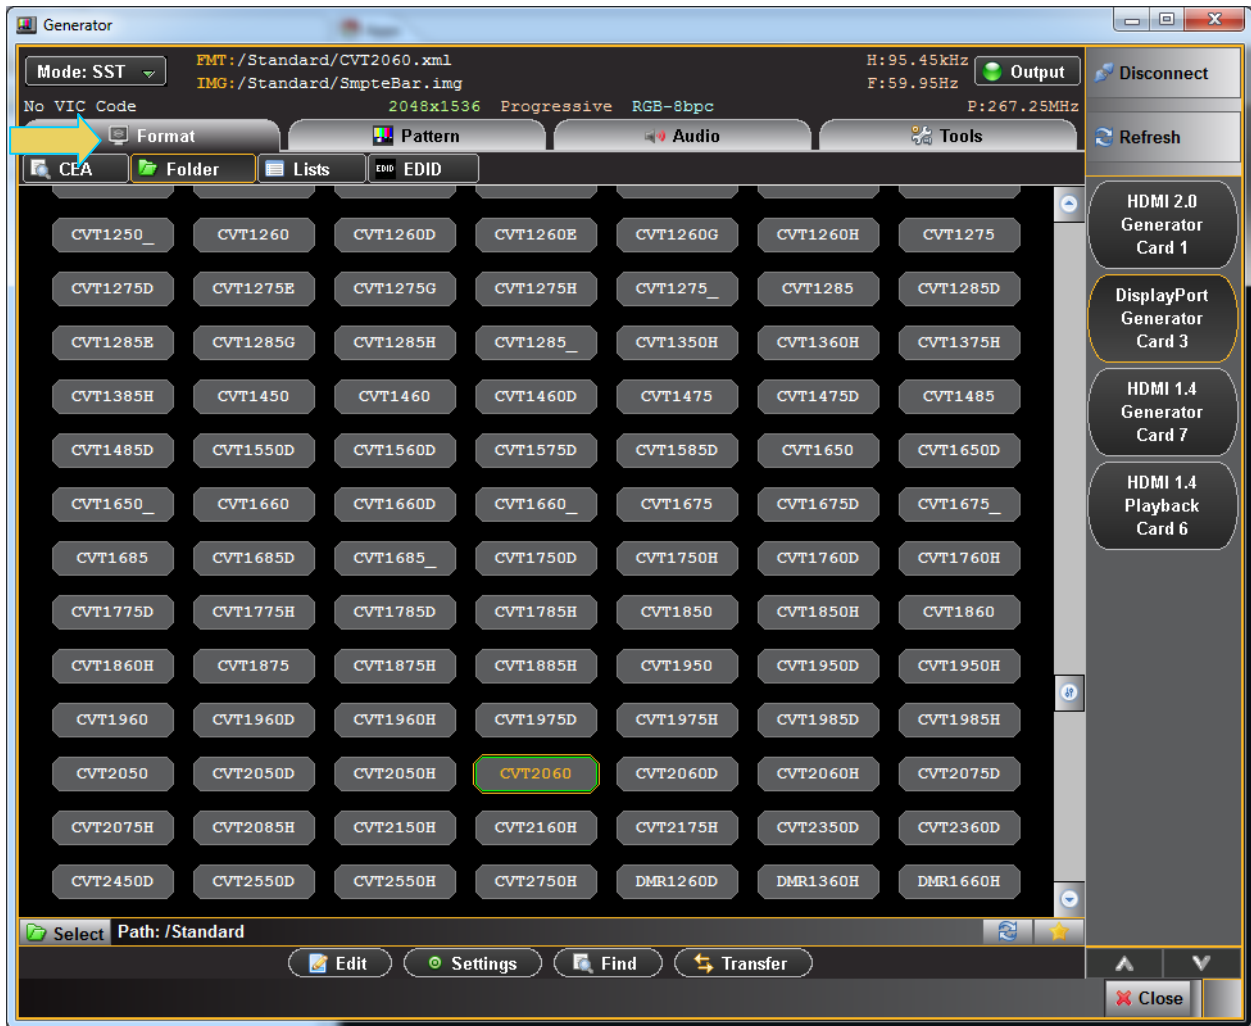 Generator
Mode: SST
FMT:/Standard/CVT2060.xml
H:95.45kHz
IMG:/Standard/SmpteBar.img
F:59.95Hz
Output
Disconnect
No VIC Code
2048x1536 Progressive RGB-8bpc
P:267.25MHz
Format Pattern Audio Tools
Refresh
CEA Folder Lists EDID EDID
CVT1250_ CVT1260 CVT1260D CVT1260E CVT1260G CVT1260H CVT1275
CVT1275D CVT1275E CVT1275G CVT1275H CVT1275_ CVT1285 CVT1285D
CVT1285E CVT1285G CVT1285H CVT1285_ CVT1350H CVT1360H CVT1375H
CVT1385H CVT1450 CVT1460 CVT1460D CVT1475 CVT1475D CVT1485
CVT1485D CVT1550D CVT1560D CVT1575D CVT1585D CVT1650 CVT1650D
CVT1650_ CVT1660 CVT1660D CVT1660_ CVT1675 CVT1675D CVT1675_
CVT1685 CVT1685D CVT1685_ CVT1750D CVT1750H CVT1760D CVT1760H
CVT1775D CVT1775H CVT1785D CVT1785H CVT1850 CVT1850H CVT1860
CVT1860H CVT1875 CVT1875H CVT1885H CVT1950 CVT1950D CVT1950H
CVT1960 CVT1960D CVT1960H CVT1975D CVT1975H CVT1985D CVT1985H
CVT2050 CVT2050D CVT2050H CVT2060 CVT2060D CVT2060H CVT2075D
CVT2075H CVT2085H CVT2150H CVT2160H CVT2175H CVT2350D CVT2360D
CVT2450D CVT2550D CVT2550H CVT2750H DMR1260D DMR1360H DMR1660H
HDMI 2.0
Generator
Card 1
DisplayPort
Generator
Card 3
HDMI 1.4
Generator
Card 7
HDMI 1.4
Playback
Card 6
Select Path: /Standard
Edit Settings Find Transfer
Close